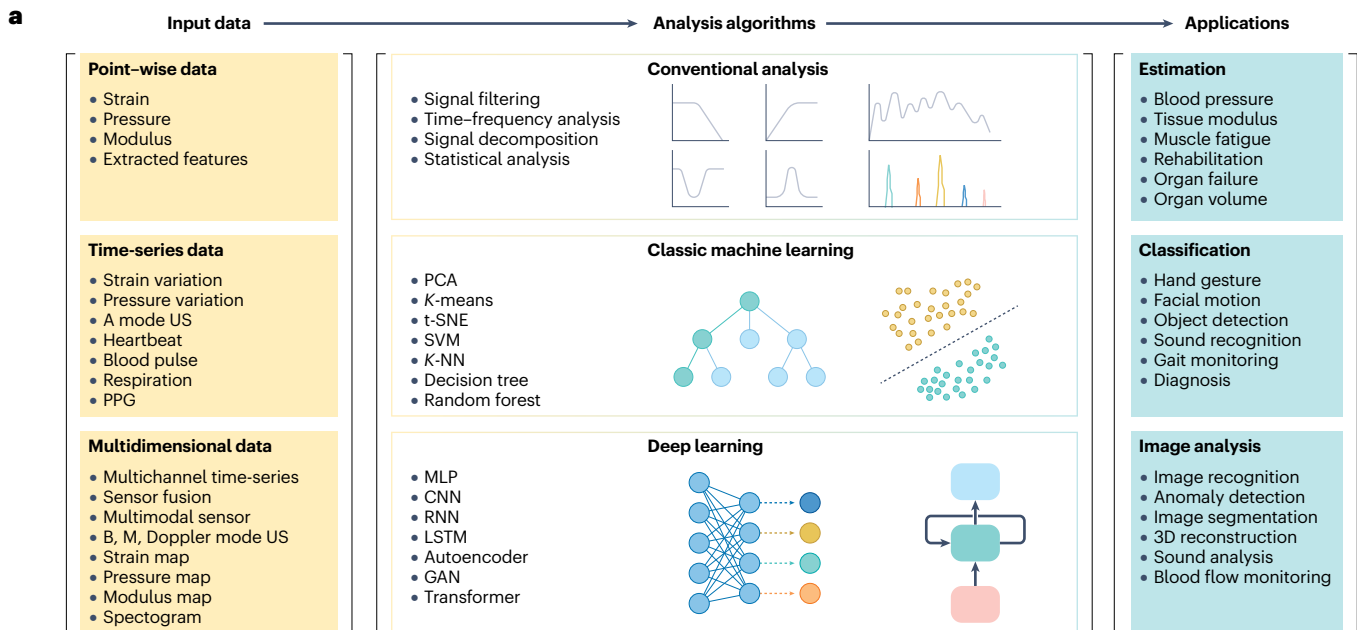 a
Input data
Analysis algorithms
Applications
Point–wise data
• Strain
• Pressure
• Modulus
• Extracted features
Time-series data
• Strain variation
• Pressure variation
• A mode US
• Heartbeat
• Blood pulse
• Respiration
• PPG
Multidimensional data
• Multichannel time-series
• Sensor fusion
• Multimodal sensor
• B, M, Doppler mode US
• Strain map
• Pressure map
• Modulus map
• Spectogram
Conventional analysis
• Signal filtering
• Time–frequency analysis
• Signal decomposition
• Statistical analysis
Classic machine learning
• PCA
• K-means
• t-SNE
• SVM
• K-NN
• Decision tree
• Random forest
Deep learning
• MLP
• CNN
• RNN
• LSTM
• Autoencoder
• GAN
• Transformer
Estimation
• Blood pressure
• Tissue modulus
• Muscle fatigue
• Rehabilitation
• Organ failure
• Organ volume
Classification
• Hand gesture
• Facial motion
• Object detection
• Sound recognition
• Gait monitoring
• Diagnosis
Image analysis
• Image recognition
• Anomaly detection
• Image segmentation
• 3D reconstruction
• Sound analysis
• Blood flow monitoring